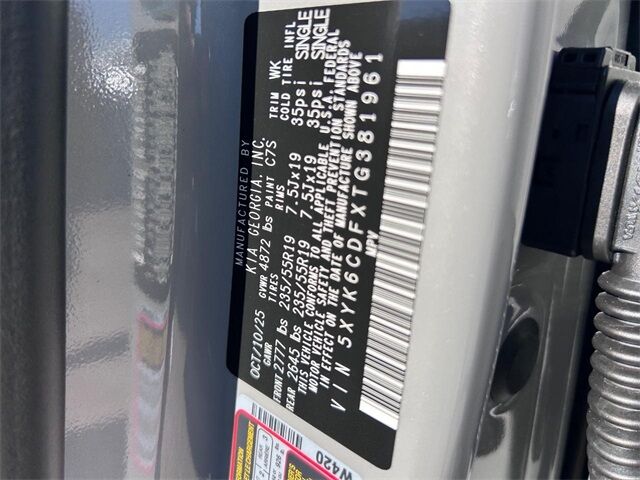 MANUFACTURED BY
KIA GEORGIA, INC.
OCT/10/25 GVWR 4872 lbs PAINT C7S TRIM WK
GAWR TIRES RIMS COLD TIRE INFL
FRONT 2777 lbs 235/55R19 7.5Jx19 35psi SINGLE
REAR 2645 lbs 235/55R19 7.5Jx19 35psi SINGLE
THIS VEHICLE CONFORMS TO ALL APPLICABLE U.S.A. FEDERAL
MOTOR VEHICLE SAFETY AND THEFT PREVENTION STANDARDS
IN EFFECT ON THE DATE OF MANUFACTURE SHOWN ABOVE
VIN 5XYK6CDFXTG381961
MPV
W420